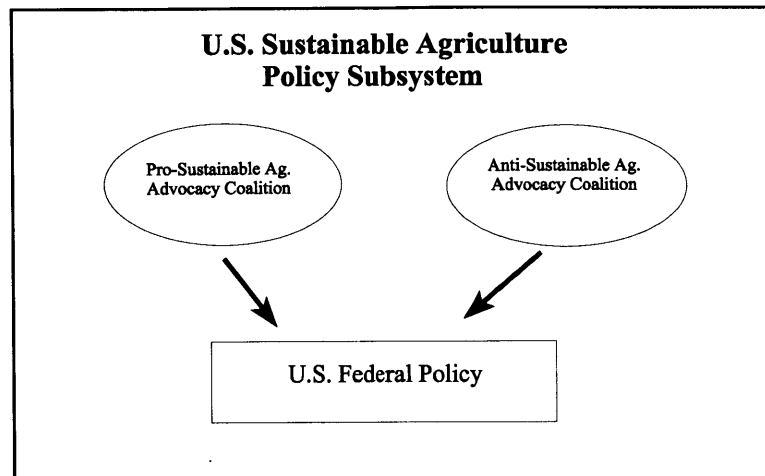 U.S. Sustainable Agriculture
Policy Subsystem
Pro-Sustainable Ag.
Advocacy Coalition
Anti-Sustainable Ag.
Advocacy Coalition
U.S. Federal Policy